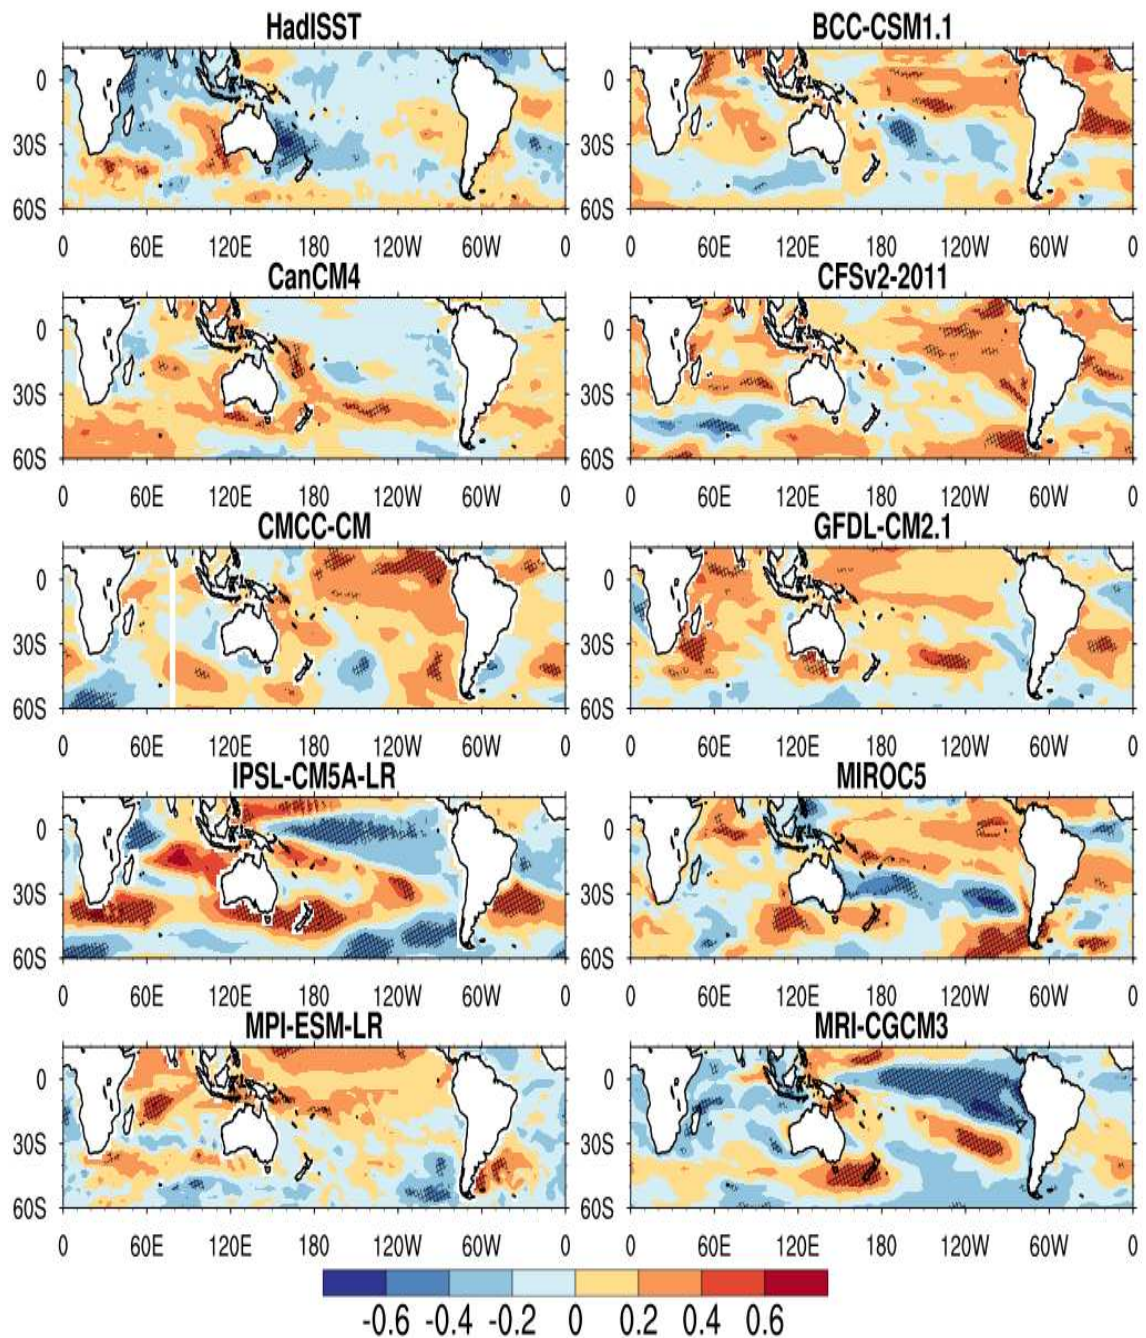 HadISST BCC-CSM1.1
0 0
30S 30S
60S 60S
0 60E 120E 180 120W 60W 0 0 60E 120E 180 120W 60W 0
CanCM4 CFSv2-2011
0 0
30S 30S
60S 60S
0 60E 120E 180 120W 60W 0 0 60E 120E 180 120W 60W 0
CMCC-CM GFDL-CM2.1
0 0
30S 30S
60S 60S
0 60E 120E 180 120W 60W 0 0 60E 120E 180 120W 60W 0
IPSL-CM5A-LR MIROC5
0 0
30S 30S
60S 60S
0 60E 120E 180 120W 60W 0 0 60E 120E 180 120W 60W 0
MPI-ESM-LR MRI-CGCM3
0 0
30S 30S
60S 60S
0 60E 120E 180 120W 60W 0 0 60E 120E 180 120W 60W 0
-0.6 -0.4 -0.2 0 0.2 0.4 0.6